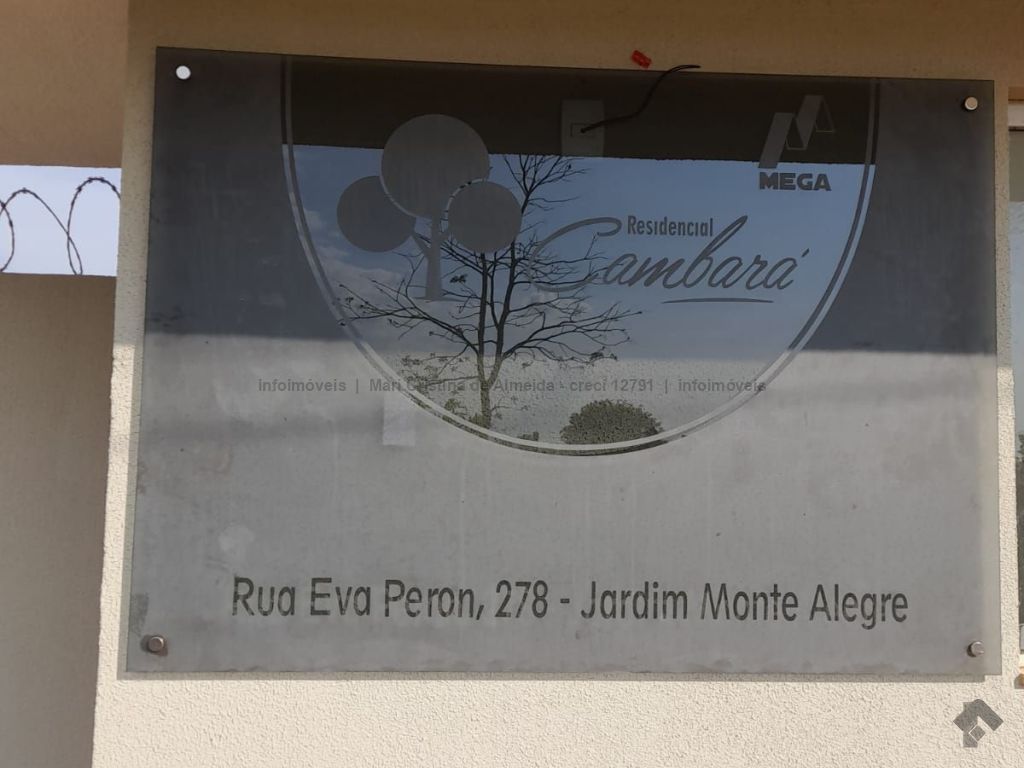 MEGA
Residencial
Cambará
infoimóveis | Mari Cristina de Almeida - creci 12791 | infoimóveis
Rua Eva Peron, 278 - Jardim Monte Alegre